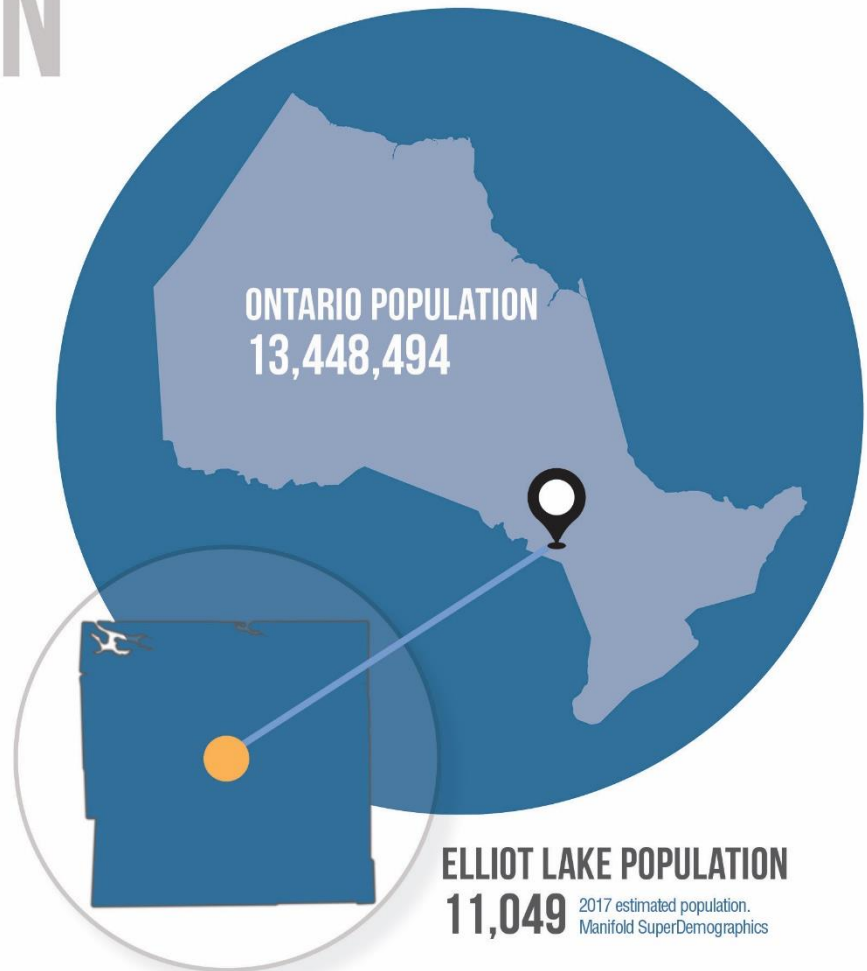 N
ONTARIO POPULATION
13,448,494
ELLIOT LAKE POPULATION
11,049 2017 estimated population.
Manifold SuperDemographics